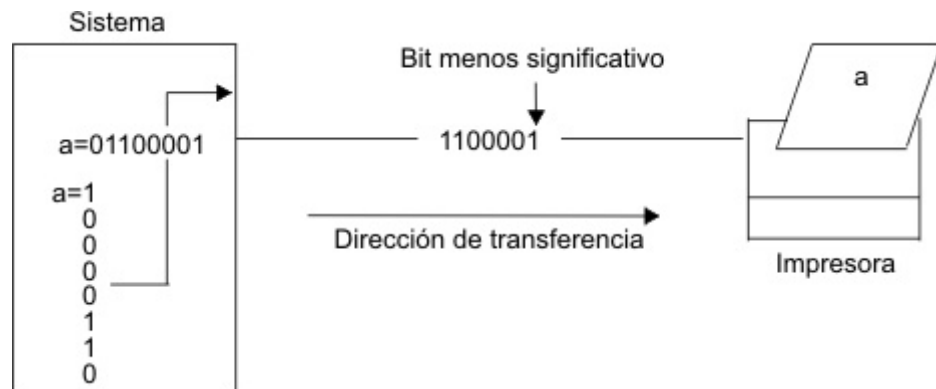 Sistema
Bit menos significativo
a
a=01100001
1100001
a=1
0
0
0
0
1
1
0
Dirección de transferencia
Impresora